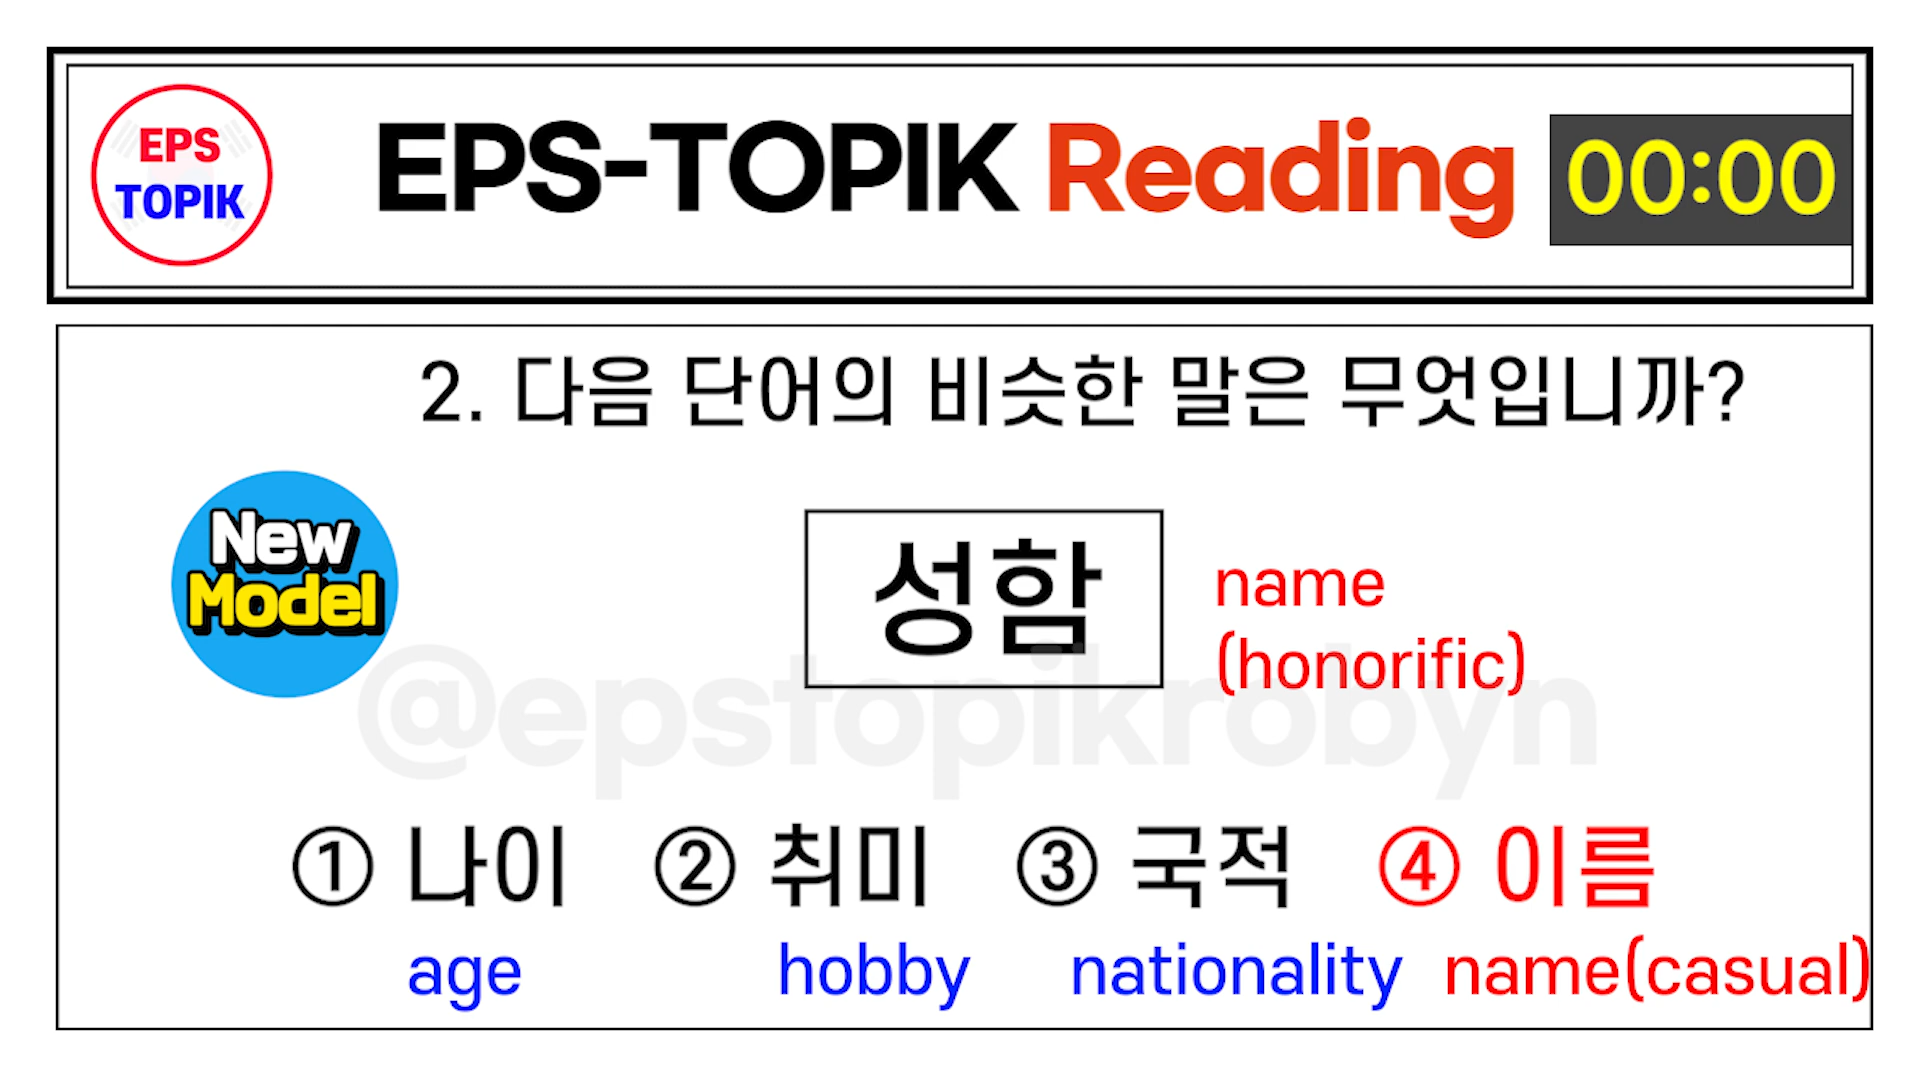 EPS
TOPIK
EPS-TOPIK Reading
00:00
2. 다음 단어의 비슷한 말은 무엇입니까?
New
Model
성함
name
(honorific)
@epstopikrobyn
① 나이 ② 취미 ③ 국적 ④ 이름
age hobby nationality name(casual)